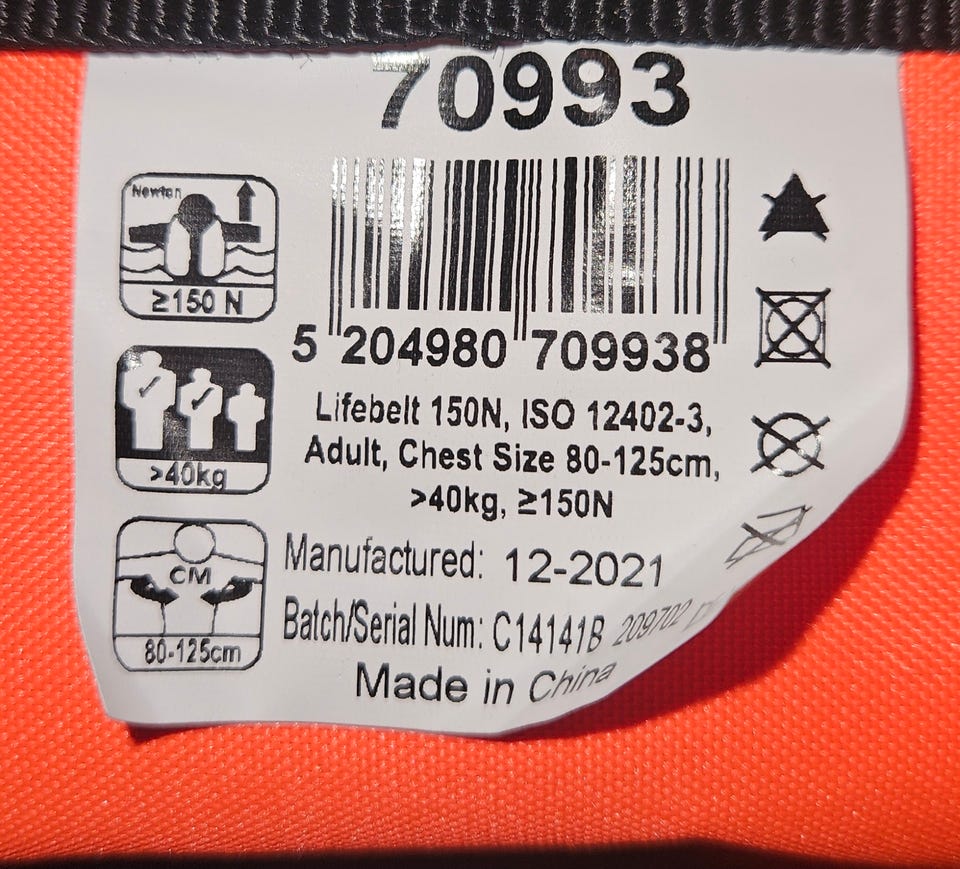 70993
Newton
≥150 N
5 204980 709938
Lifebelt 150N, ISO 12402-3,
Adult, Chest Size 80-125cm,
>40kg, ≥150N
>40kg
CM
80-125cm
Manufactured: 12-2021
Batch/Serial Num: C14141B 209702
Made in China